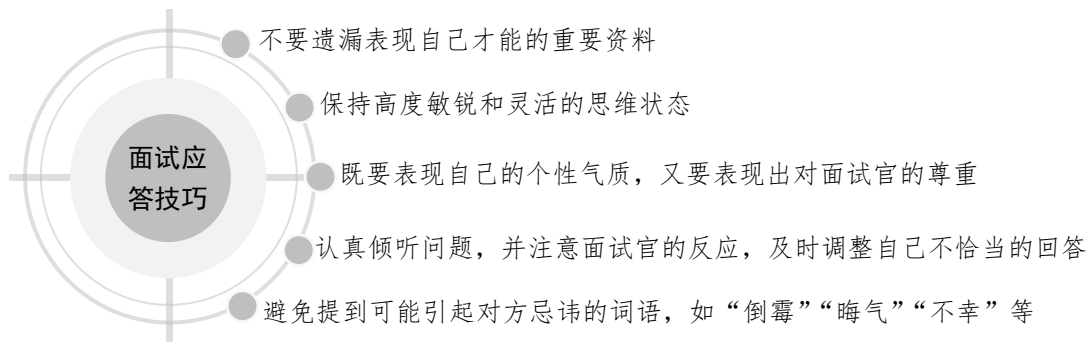 不要遗漏表现自己才能的重要资料
保持高度敏锐和灵活的思维状态
面试应
答技巧
既要表现自己的个性气质，又要表现出对面试官的尊重
认真倾听问题，并注意面试官的反应，及时调整自己不恰当的回答
避免提到可能引起对方忌讳的词语，如“倒霉”“晦气”“不幸”等